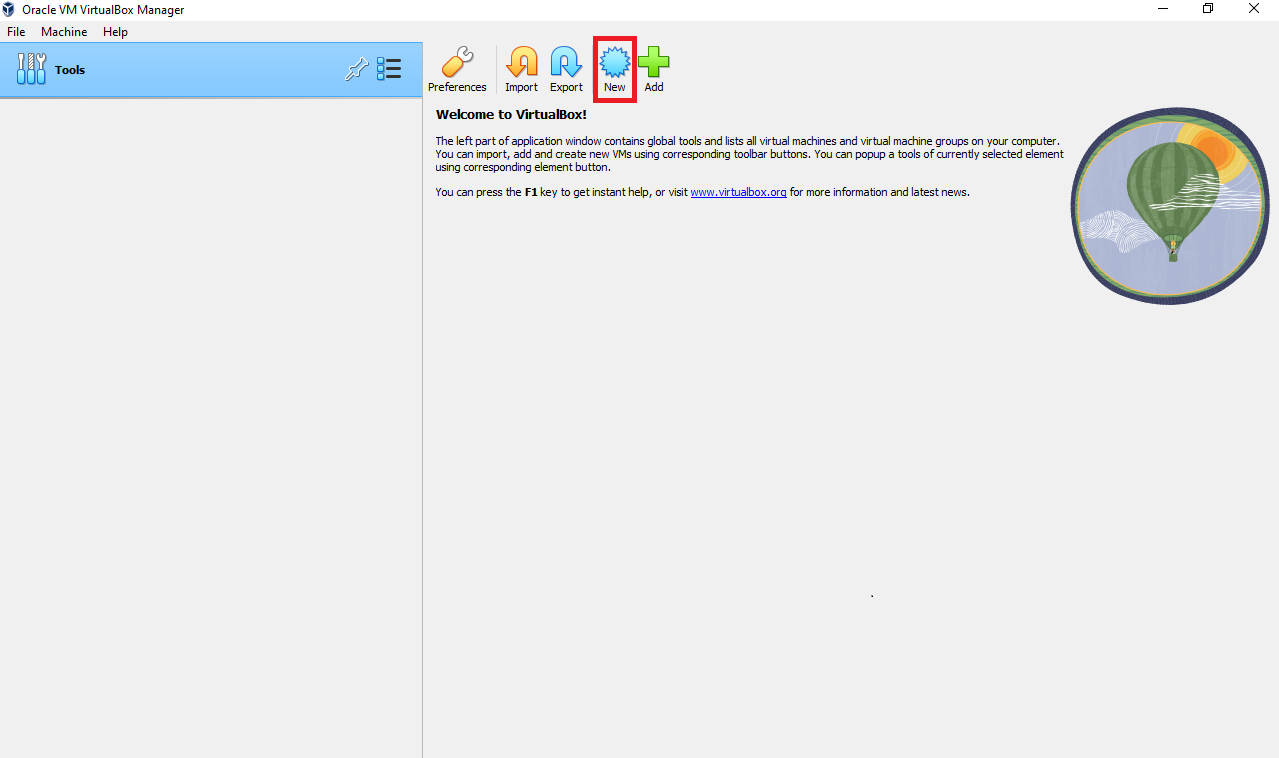 Oracle VM VirtualBox Manager
File Machine Help
Tools
Preferences Import Export New Add
Welcome to VirtualBox!
The left part of application window contains global tools and lists all virtual machines and virtual machine groups on your computer.
You can import, add and create new VMs using corresponding toolbar buttons. You can popup a tools of currently selected element
using corresponding element button.
You can press the F1 key to get instant help, or visit www.virtualbox.org for more information and latest news.